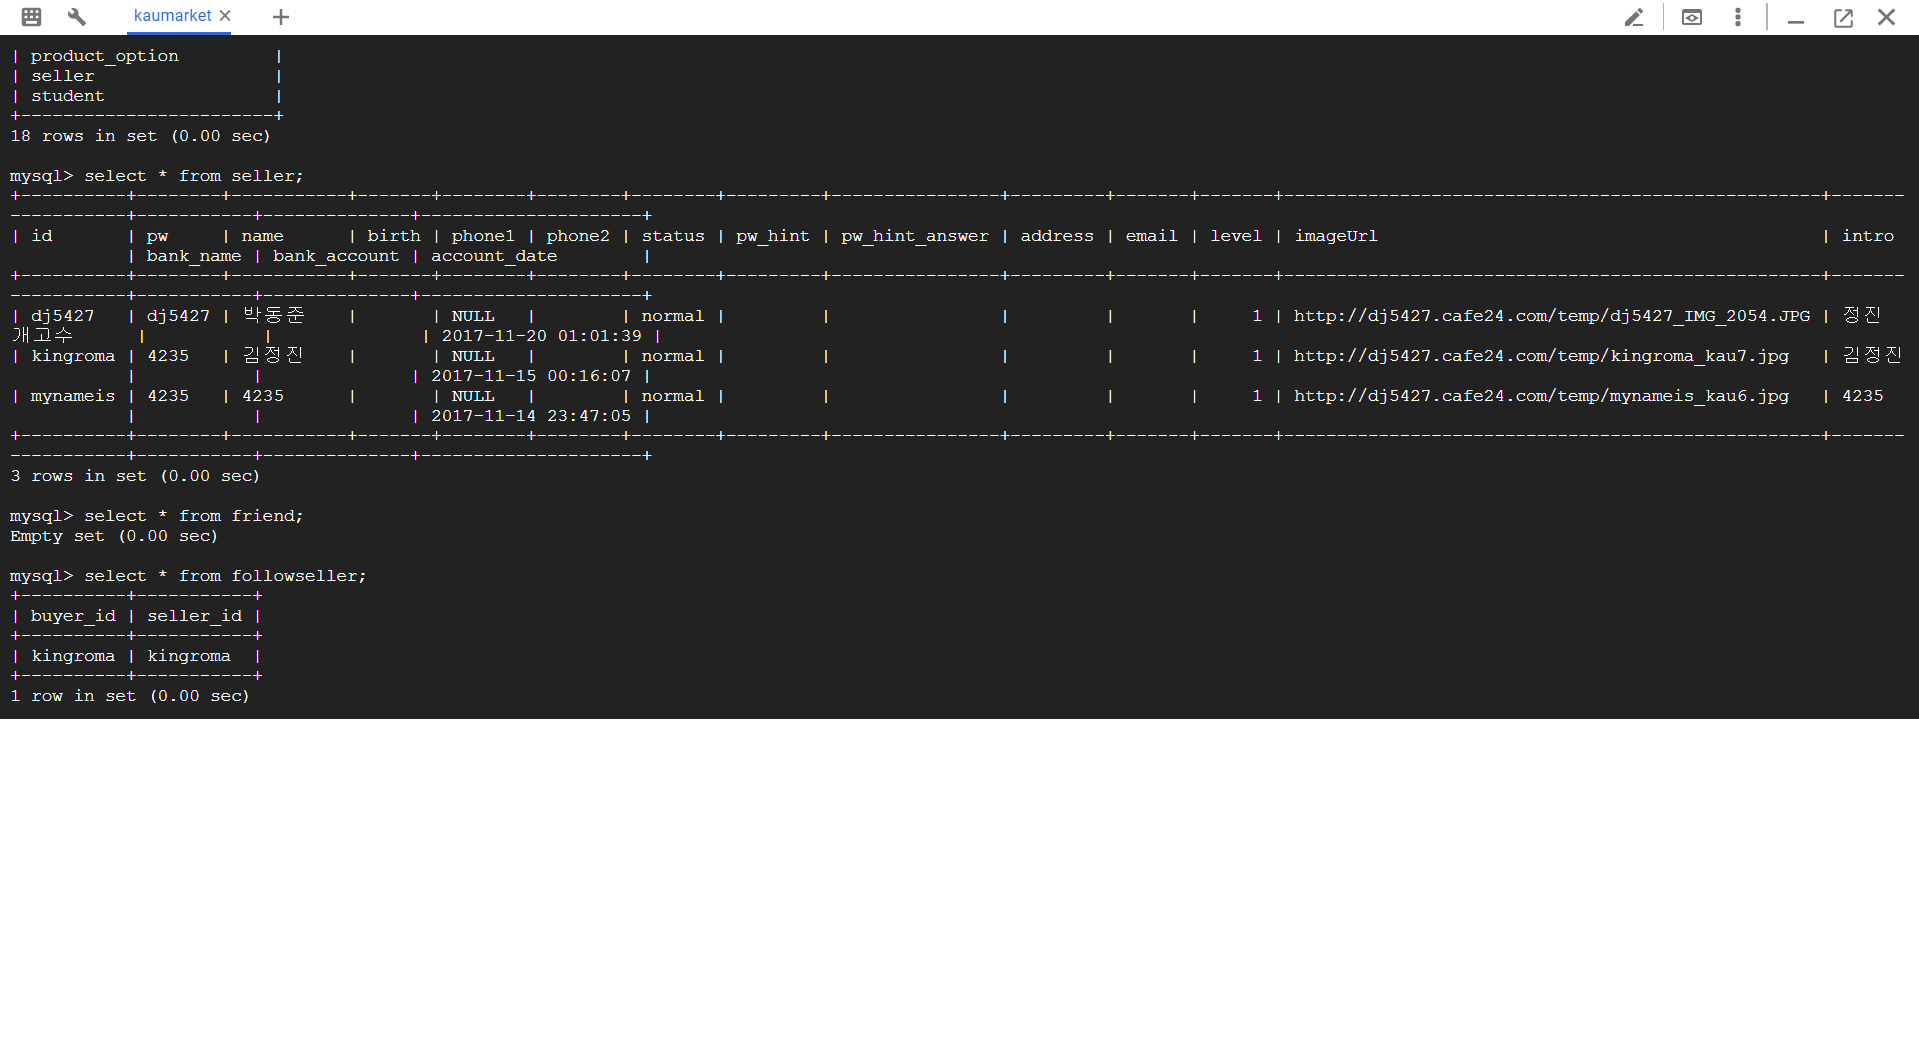 kaumarket
| product_option         |
| seller                 |
| student                |
+------------------------+
18 rows in set (0.00 sec)
mysql> select * from seller;
+----------+--------+-----------+-------+--------+--------+--------+---------+----------------+---------+-------+-------+---------------------------------------------------+-------
-----------+-----------+--------------+---------------------+
| id       | pw     | name      | birth | phone1 | phone2 | status | pw_hint | pw_hint_answer | address | email | level | imageUrl                                          | intro
           | bank_name | bank_account | account_date        |
+----------+--------+-----------+-------+--------+--------+--------+---------+----------------+---------+-------+-------+---------------------------------------------------+-------
-----------+-----------+--------------+---------------------+
| dj5427   | dj5427 | 박동준    |       | NULL   |        | normal |         |                |         |       |     1 | http://dj5427.cafe24.com/temp/dj5427_IMG_2054.JPG | 정진
개고수      |           |              | 2017-11-20 01:01:39 |
| kingroma | 4235   | 김정진    |       | NULL   |        | normal |         |                |         |       |     1 | http://dj5427.cafe24.com/temp/kingroma_kau7.jpg   | 김정진
           |           |              | 2017-11-15 00:16:07 |
| mynameis | 4235   | 4235      |       | NULL   |        | normal |         |                |         |       |     1 | http://dj5427.cafe24.com/temp/mynameis_kau6.jpg   | 4235
           |           |              | 2017-11-14 23:47:05 |
+----------+--------+-----------+-------+--------+--------+--------+---------+----------------+---------+-------+-------+---------------------------------------------------+-------
-----------+-----------+--------------+---------------------+
3 rows in set (0.00 sec)
mysql> select * from friend;
Empty set (0.00 sec)
mysql> select * from followseller;
+----------+-----------+
| buyer_id | seller_id |
+----------+-----------+
| kingroma | kingroma  |
+----------+-----------+
1 row in set (0.00 sec)